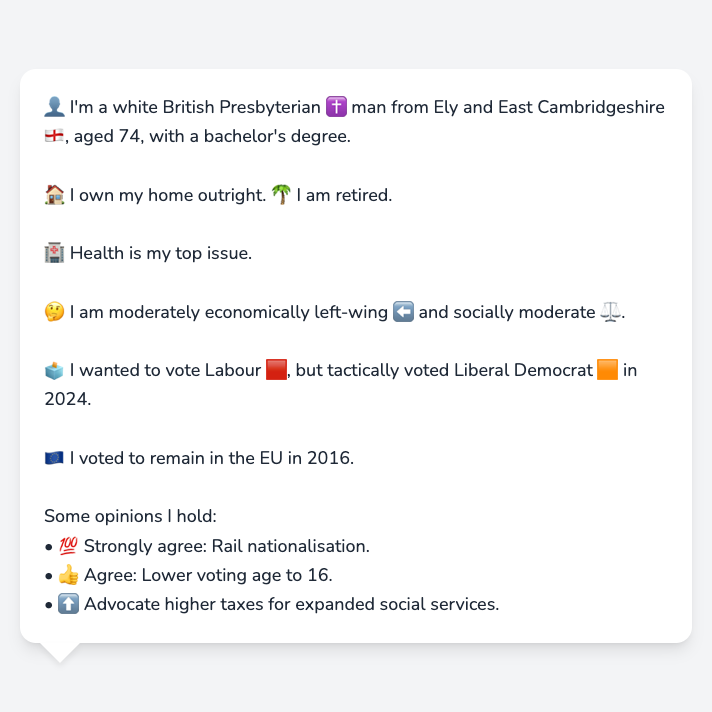 👤 I'm a white British Presbyterian ✝️ man from Ely and East Cambridgeshire
🏴󠁧󠁢󠁥󠁮󠁧󠁿, aged 74, with a bachelor's degree.
🏠 I own my home outright. 🌴 I am retired.
🏥 Health is my top issue.
🤔 I am moderately economically left-wing ⬅️ and socially moderate ⚖️.
🗳️ I wanted to vote Labour 🟥, but tactically voted Liberal Democrat 🟧 in
2024.
🇪🇺 I voted to remain in the EU in 2016.
Some opinions I hold:
• 💯 Strongly agree: Rail nationalisation.
• 👍 Agree: Lower voting age to 16.
• ⬆️ Advocate higher taxes for expanded social services.